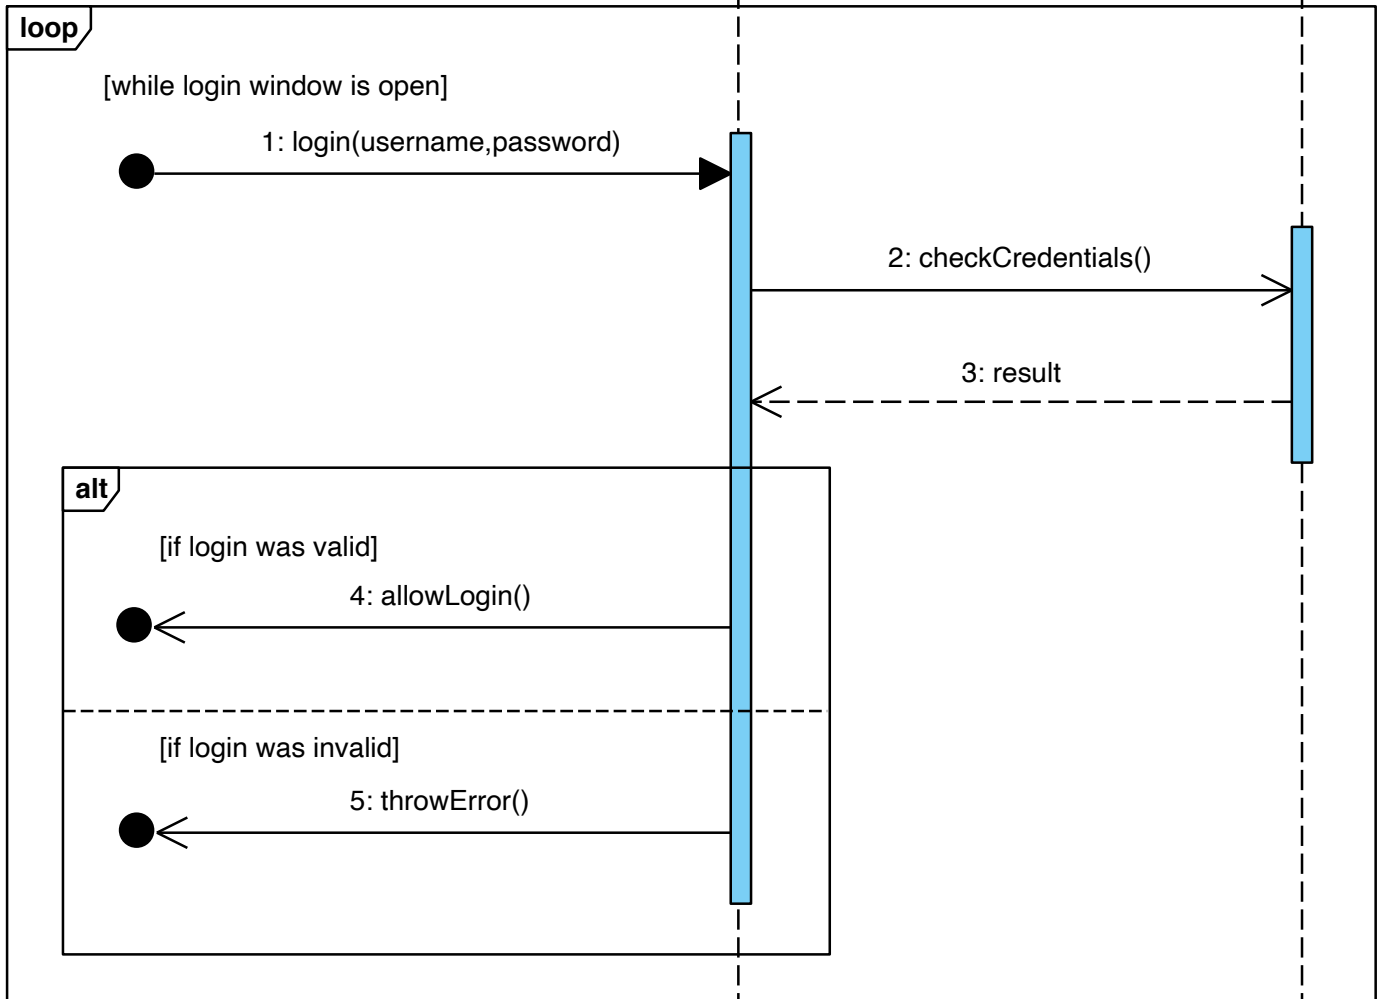 loop
[while login window is open]
1: login(username,password)
2: checkCredentials()
3: result
alt
[if login was valid]
4: allowLogin()
[if login was invalid]
5: throwError()